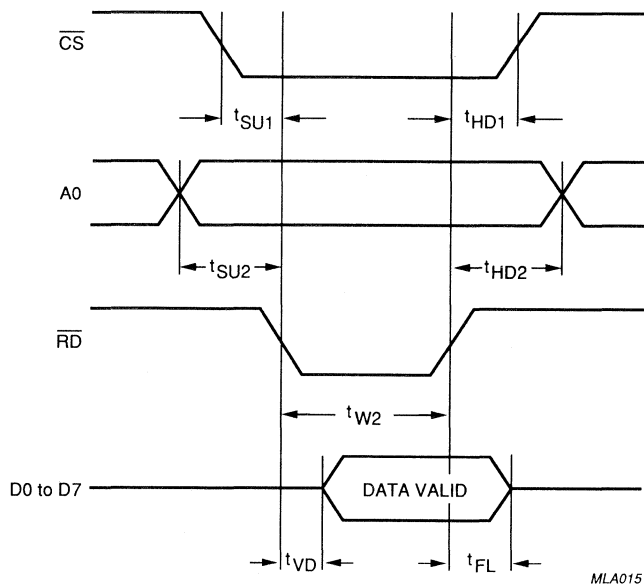 CS
tSU1
tHD1
A0
tSU2
tHD2
RD
tW2
D0 to D7
DATA VALID
tVD
tFL
MLA015